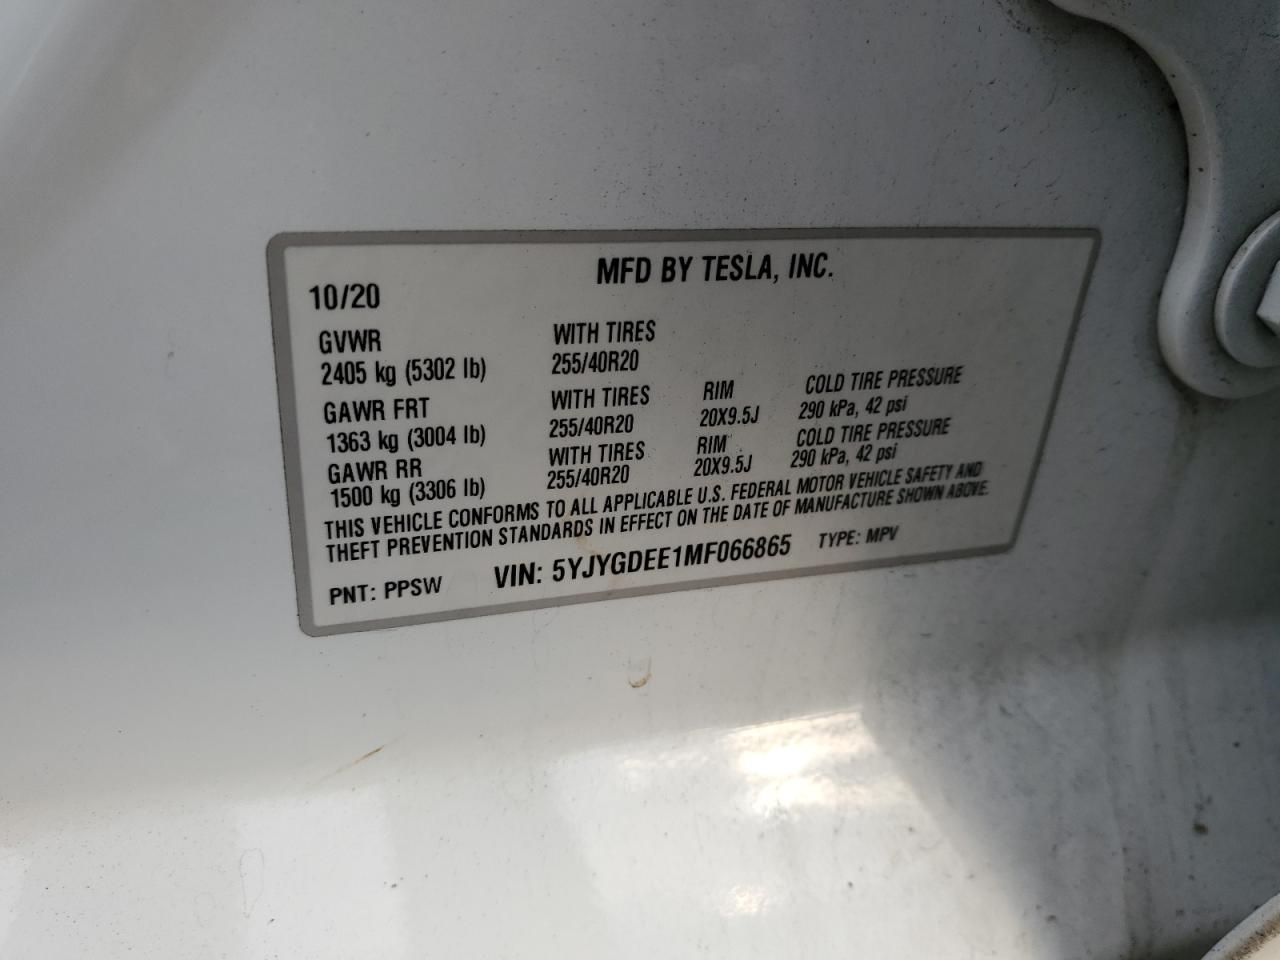 MFD BY TESLA, INC.
10/20
GVWR WITH TIRES
2405 kg (5302 lb) 255/40R20
GAWR FRT WITH TIRES RIM COLD TIRE PRESSURE
1363 kg (3004 lb) 255/40R20 20X9.5J 290 kPa, 42 psi
GAWR RR WITH TIRES RIM COLD TIRE PRESSURE
1500 kg (3306 lb) 255/40R20 20X9.5J 290 kPa, 42 psi
THIS VEHICLE CONFORMS TO ALL APPLICABLE U.S. FEDERAL MOTOR VEHICLE SAFETY AND
THEFT PREVENTION STANDARDS IN EFFECT ON THE DATE OF MANUFACTURE SHOWN ABOVE.
PNT: PPSW VIN: 5YJYGDEE1MF066865 TYPE: MPV